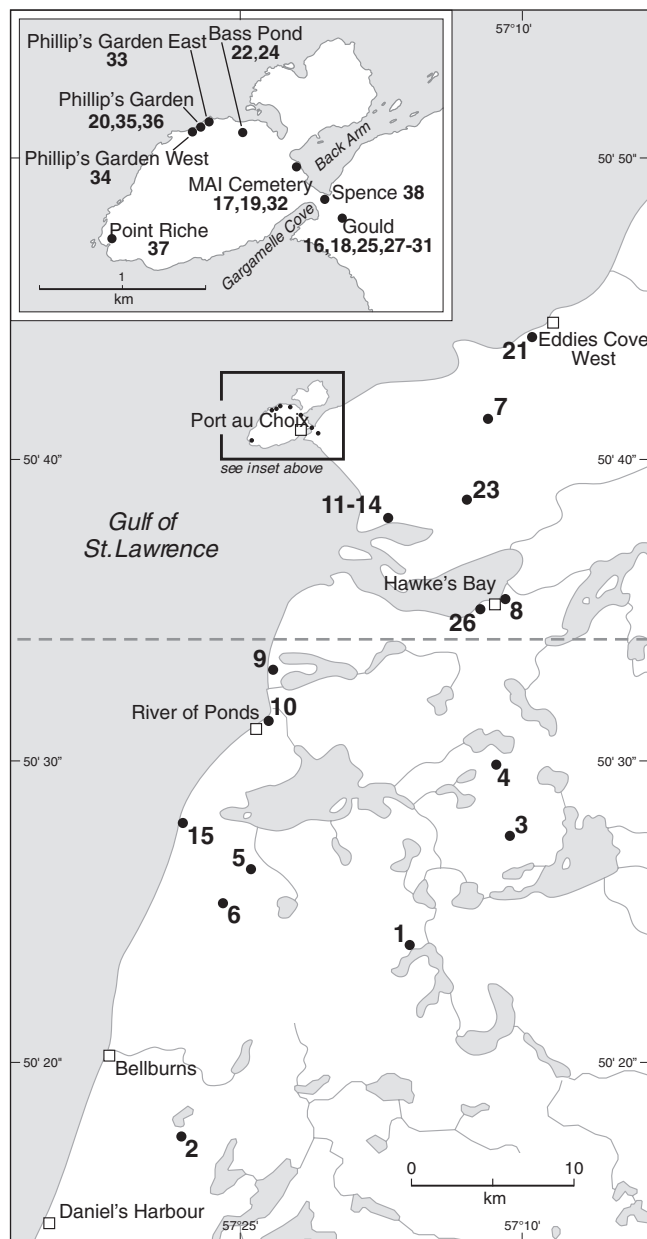 57°10'
Phillip's Garden East
33
Bass Pond
22,24
Phillip's Garden
20,35,36
Phillip's Garden West
34
Back Arm
MAI Cemetery
17,19,32
Spence 38
Gould
16,18,25,27-31
Point Riche
37
Gargamelle Cove
1
km
50' 50"
21
Eddies Cove
West
7
Port au Choix
see inset above
50' 40"
50' 40"
11-14
23
Gulf of
St.Lawrence
Hawke's Bay
26
8
9
River of Ponds
10
50' 30"
50' 30"
4
3
15
5
6
1
50' 20"
50' 20"
Bellburns
2
0
10
km
Daniel's Harbour
57°25'
57°10'